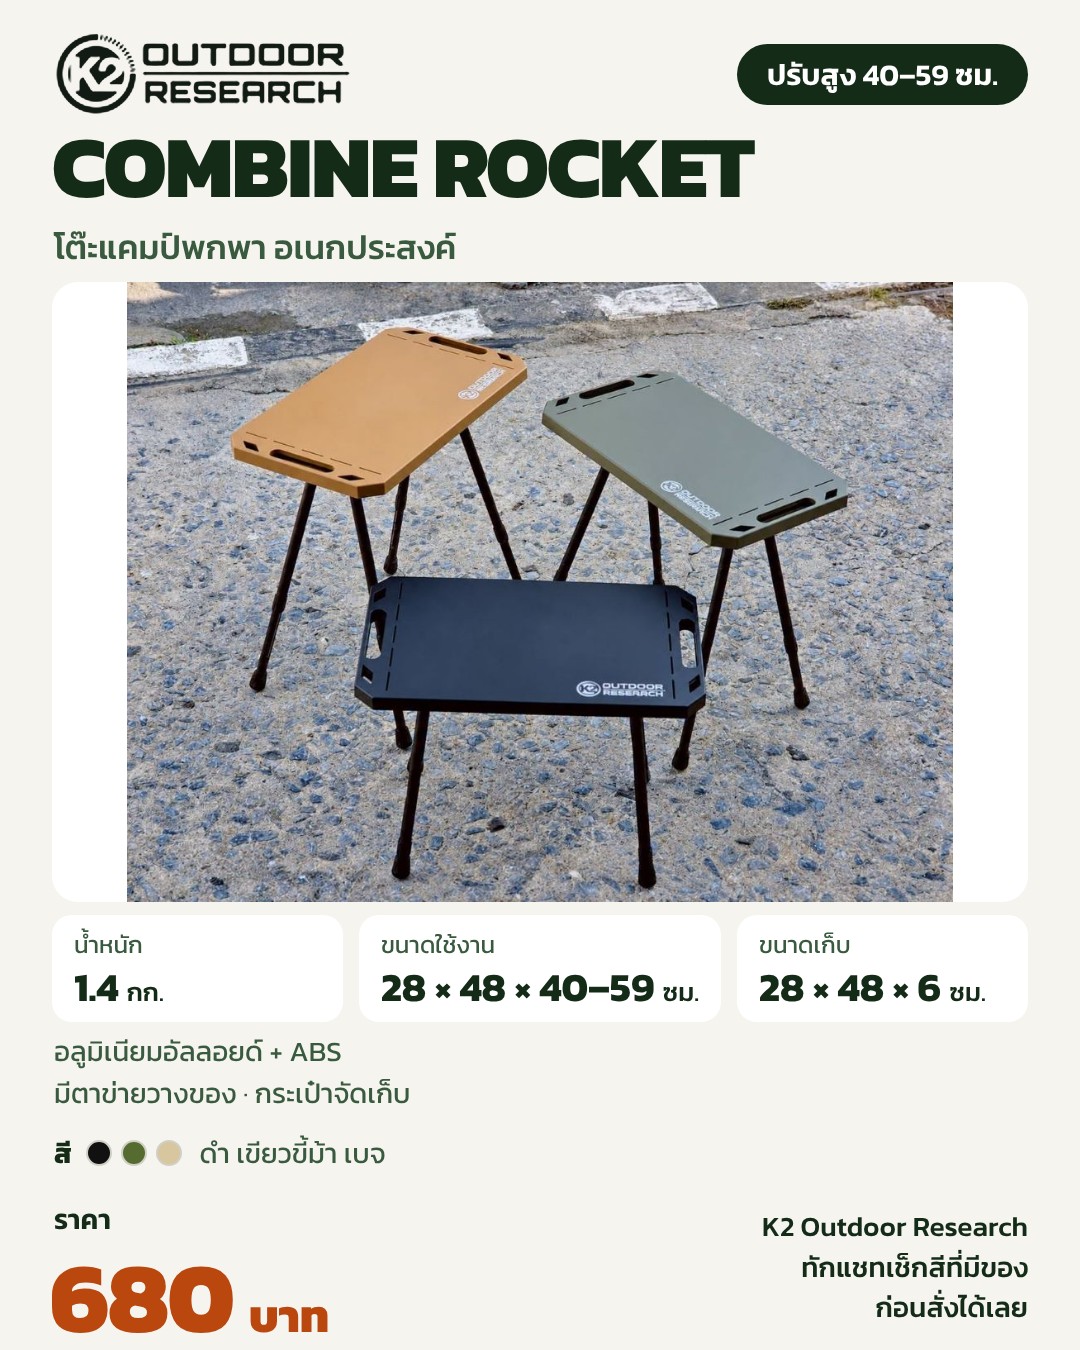 K2 OUTDOOR
RESEARCH
ปรับสูง 40–59 ซม.
COMBINE ROCKET
โต๊ะแคมป์พกพา อเนกประสงค์
K2 OUTDOOR
RESEARCH
K2 OUTDOOR
RESEARCH
K2 OUTDOOR
RESEARCH
น้ำหนัก
1.4 กก.
ขนาดใช้งาน
28 × 48 × 40–59 ซม.
ขนาดเก็บ
28 × 48 × 6 ซม.
อลูมิเนียมอัลลอยด์ + ABS
มีตาข่ายวางของ · กระเป๋าจัดเก็บ
สี ดำ เขียวขี้ม้า เบจ
ราคา
680 บาท
K2 Outdoor Research
ทักแชทเช็กสีที่มีของ
ก่อนสั่งได้เลย